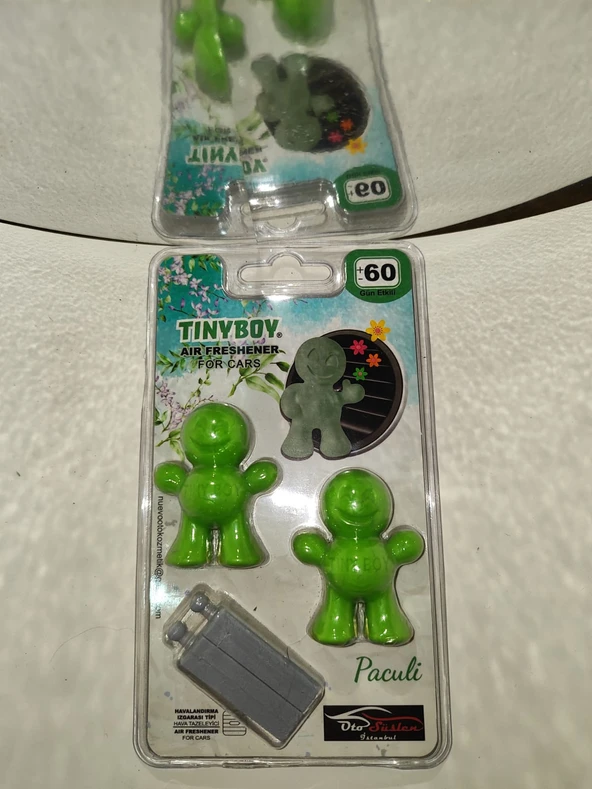 ±60
Gün Etkili
TINYBOY®
AIR FRESHENER
FOR CARS
Paculi
HAVALANDIRMA
IZGARASI TİPİ
HAVA TAZELEYİCİ
AIR FRESHENER
FOR CARS
Oto Süslen
İstanbul